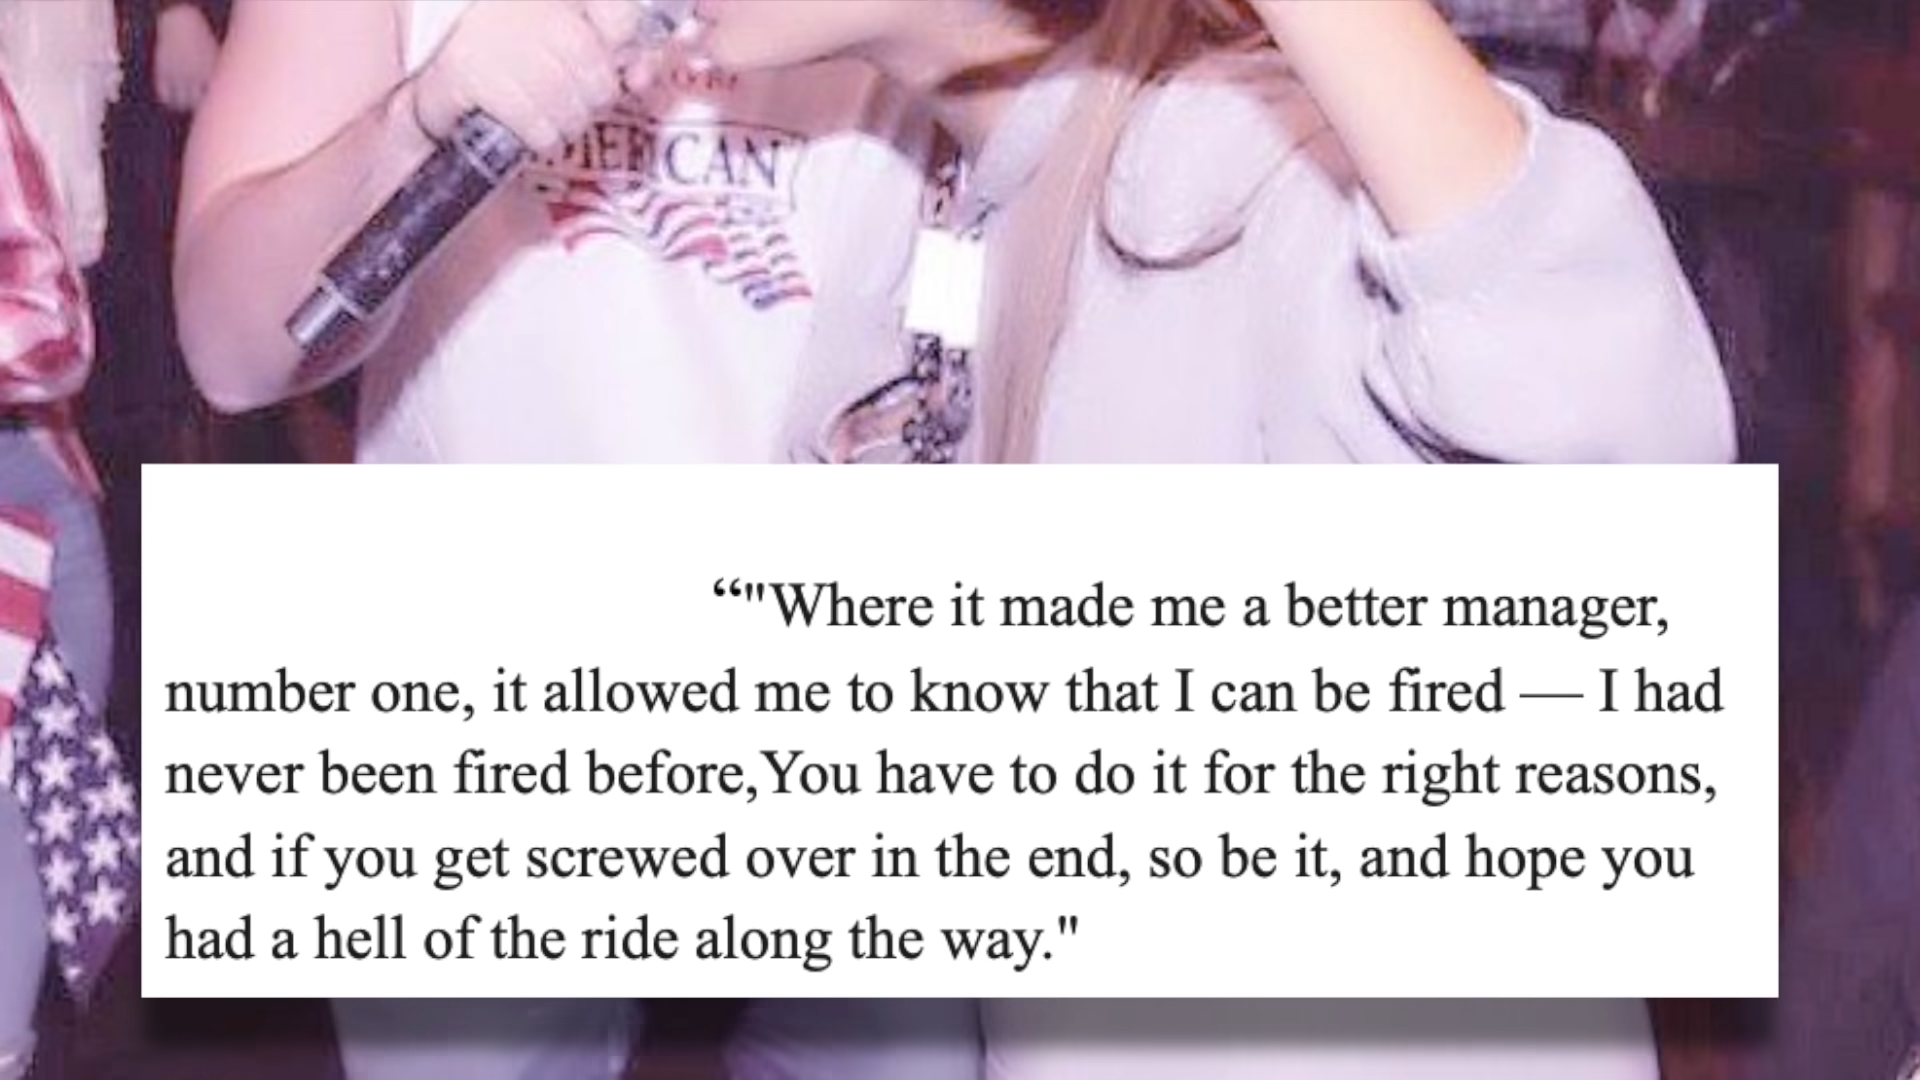 AMERICAN
“"Where it made me a better manager,
number one, it allowed me to know that I can be fired — I had
never been fired before,You have to do it for the right reasons,
and if you get screwed over in the end, so be it, and hope you
had a hell of the ride along the way."